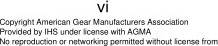 vi
Copyright American Gear Manufacturers Association
Provided by IHS under license with AGMA
No reproduction or networking permitted without license from